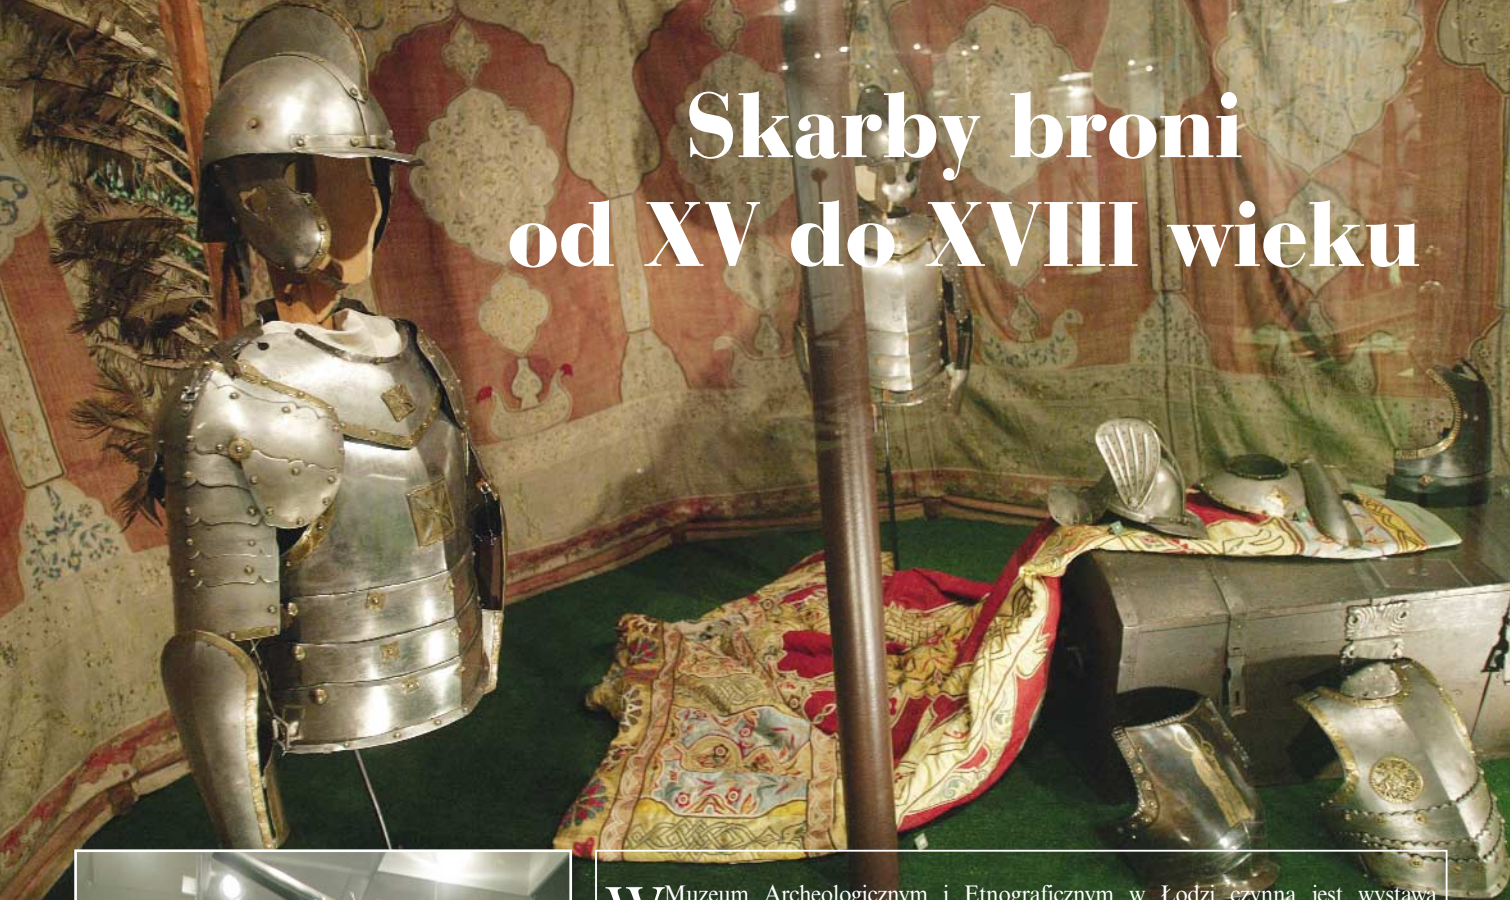 Skarby broni
od XV do XVIII wieku
W Muzeum Archeologicznym i Etnograficznym w Łodzi czynna jest wystawa